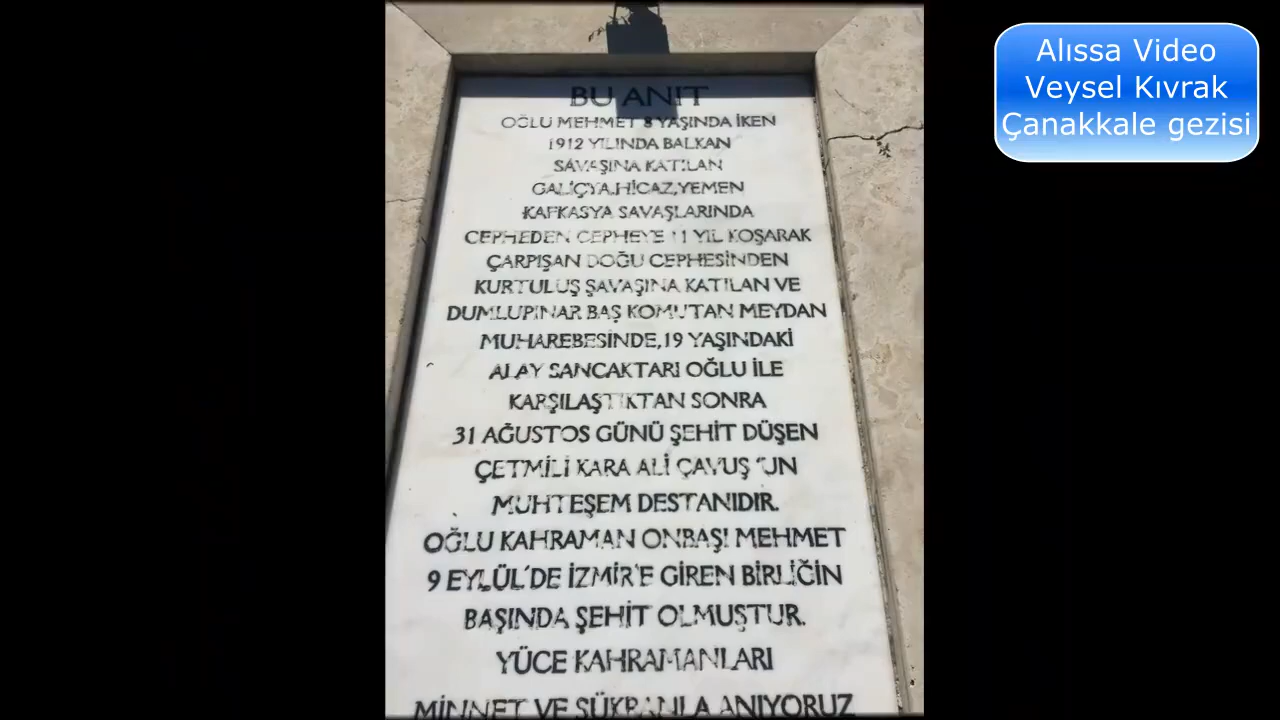 BU ANIT
OĞLU MEHMET 8 YAŞINDA İKEN
1912 YILINDA BALKAN
SAVAŞINA KATILAN
GALİÇYA,HİCAZ,YEMEN
KAFKASYA SAVAŞLARINDA
CEPHEDEN CEPHEYE 11 YIL KOŞARAK
ÇARPIŞAN DOĞU CEPHESİNDEN
KURTULUŞ SAVAŞINA KATILAN VE
DUMLUPINAR BAŞ KOMUTAN MEYDAN
MUHAREBESİNDE,19 YAŞINDAKİ
ALAY SANCAKTARI OĞLU İLE
KARŞILAŞTIKTAN SONRA
31 AĞUSTOS GÜNÜ ŞEHİT DÜŞEN
ÇETMİLİ KARA ALİ ÇAVUŞ "UN
MUHTEŞEM DESTANIDIR.
OĞLU KAHRAMAN ONBAŞI MEHMET
9 EYLÜL'DE İZMİR'E GİREN BİRLİĞİN
BAŞINDA ŞEHİT OLMUŞTUR.
YÜCE KAHRAMANLARI
MİNNET VE ŞÜKRANLA ANIYORUZ
Alıssa Video
Veysel Kıvrak
Çanakkale gezisi